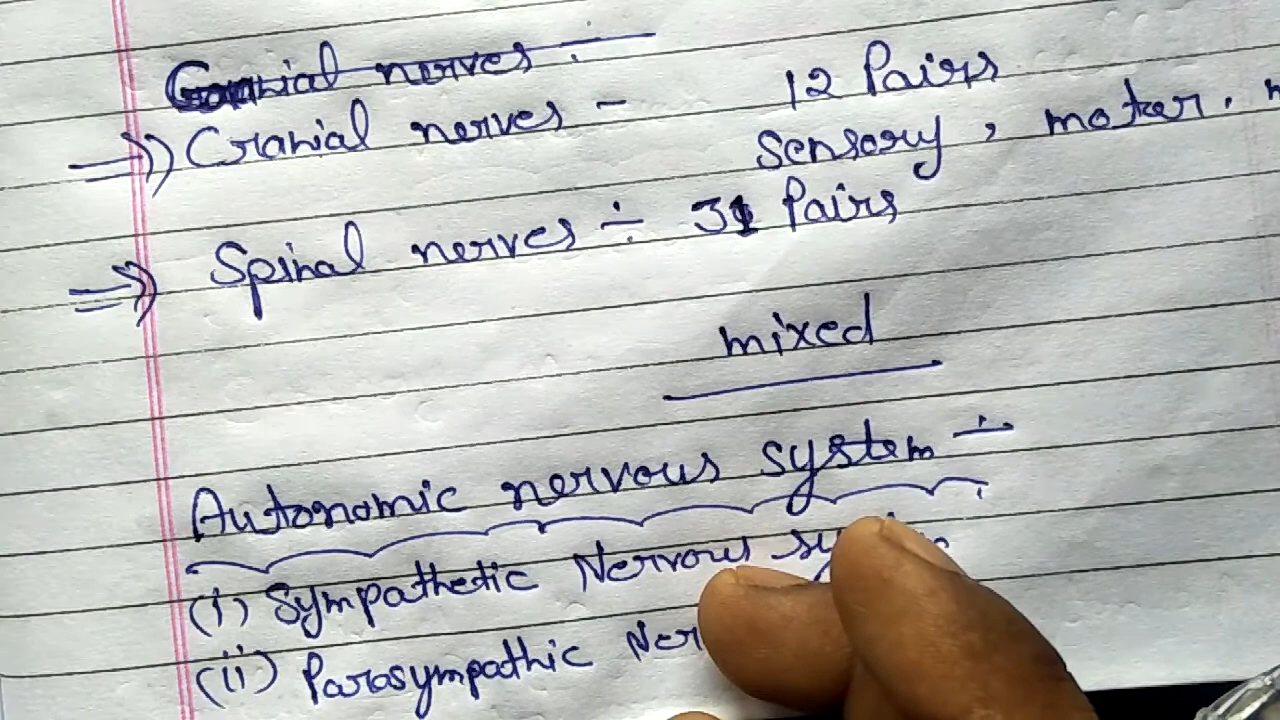 Cranial nerves :
⇒ Cranial nerves - 12 Pairs
Sensory, motor,
⇒ Spinal nerves ÷ 31 Pairs
mixed
Autonomic nervous system ÷
(i) Sympathetic Nervous
(ii) Parasympathic